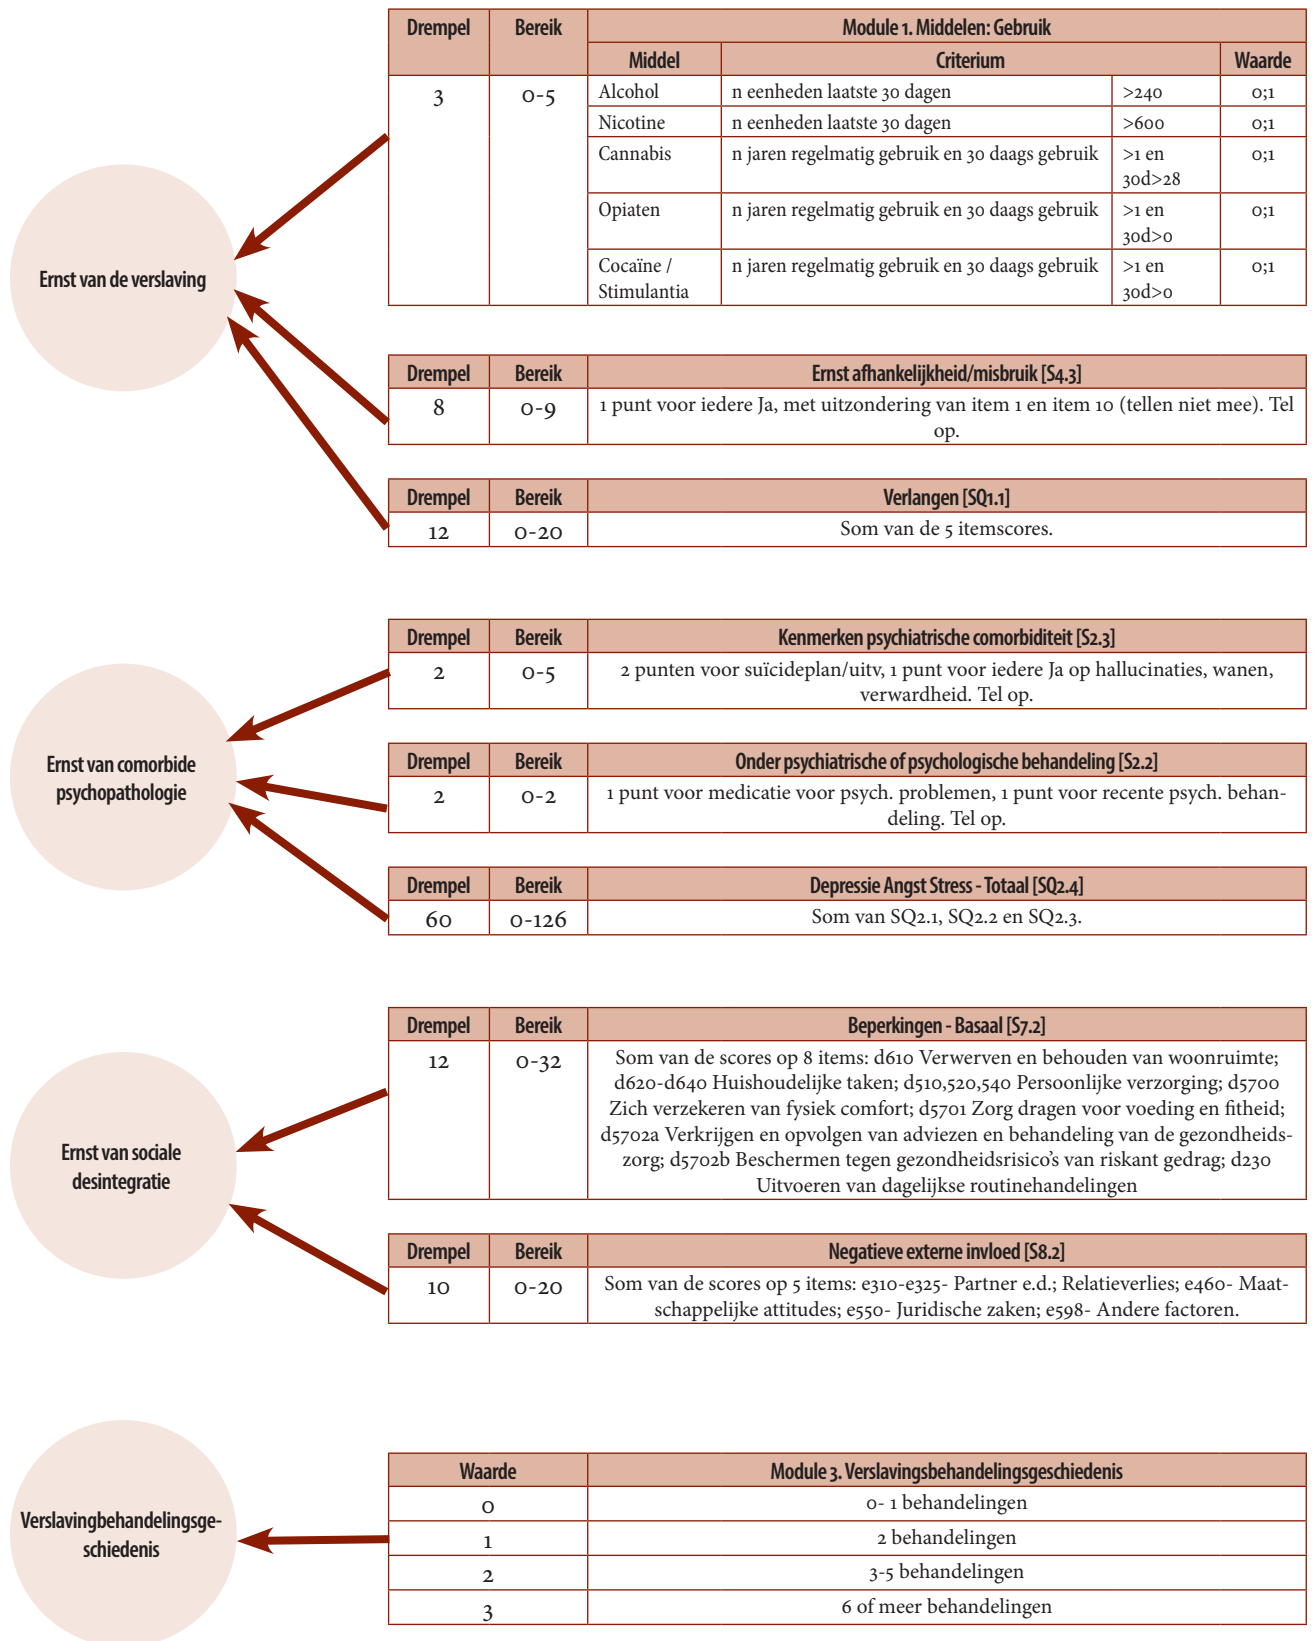 Drempel Bereik Module 1. Middelen: Gebruik
Middel Criterium Waarde
3 0-5 Alcohol n eenheden laatste 30 dagen >240 0;1
Nicotine n eenheden laatste 30 dagen >600 0;1
Cannabis n jaren regelmatig gebruik en 30 daags gebruik >1 en 0;1
30d>28
Opiaten n jaren regelmatig gebruik en 30 daags gebruik >1 en 0;1
30d>0
Cocaïne / n jaren regelmatig gebruik en 30 daags gebruik >1 en 0;1
Stimulantia 30d>0
Ernst van de verslaving
Drempel Bereik Ernst afhankelijkheid/misbruik [S4.3]
8 0-9 1 punt voor iedere Ja, met uitzondering van item 1 en item 10 (tellen niet mee). Tel
op.
Drempel Bereik Verlangen [SQ1.1]
12 0-20 Som van de 5 itemscores.
Drempel Bereik Kenmerken psychiatrische comorbiditeit [S2.3]
2 0-5 2 punten voor suïcideplan/uitv, 1 punt voor iedere Ja op hallucinaties, wanen,
verwardheid. Tel op.
Ernst van comorbide
psychopathologie
Drempel Bereik Onder psychiatrische of psychologische behandeling [S2.2]
2 0-2 1 punt voor medicatie voor psych. problemen, 1 punt voor recente psych. behan-
deling. Tel op.
Drempel Bereik Depressie Angst Stress - Totaal [SQ2.4]
60 0-126 Som van SQ2.1, SQ2.2 en SQ2.3.
Drempel Bereik Beperkingen - Basaal [S7.2]
12 0-32 Som van de scores op 8 items: d610 Verwerven en behouden van woonruimte;
d620-d640 Huishoudelijke taken; d510,520,540 Persoonlijke verzorging; d5700
Zich verzekeren van fysiek comfort; d5701 Zorg dragen voor voeding en fitheid;
d5702a Verkrijgen en opvolgen van adviezen en behandeling van de gezondheids-
zorg; d5702b Beschermen tegen gezondheidsrisico's van riskant gedrag; d230
Uitvoeren van dagelijkse routinehandelingen
Ernst van sociale
desintegratie
Drempel Bereik Negatieve externe invloed [S8.2]
10 0-20 Som van de scores op 5 items: e310-e325- Partner e.d.; Relatieverlies; e460- Maat-
schappelijke attitudes; e550- Juridische zaken; e598- Andere factoren.
Verslavingbehandelingsge-
schiedenis
Waarde Module 3. Verslavingsbehandelingsgeschiedenis
0 0- 1 behandelingen
1 2 behandelingen
2 3-5 behandelingen
3 6 of meer behandelingen